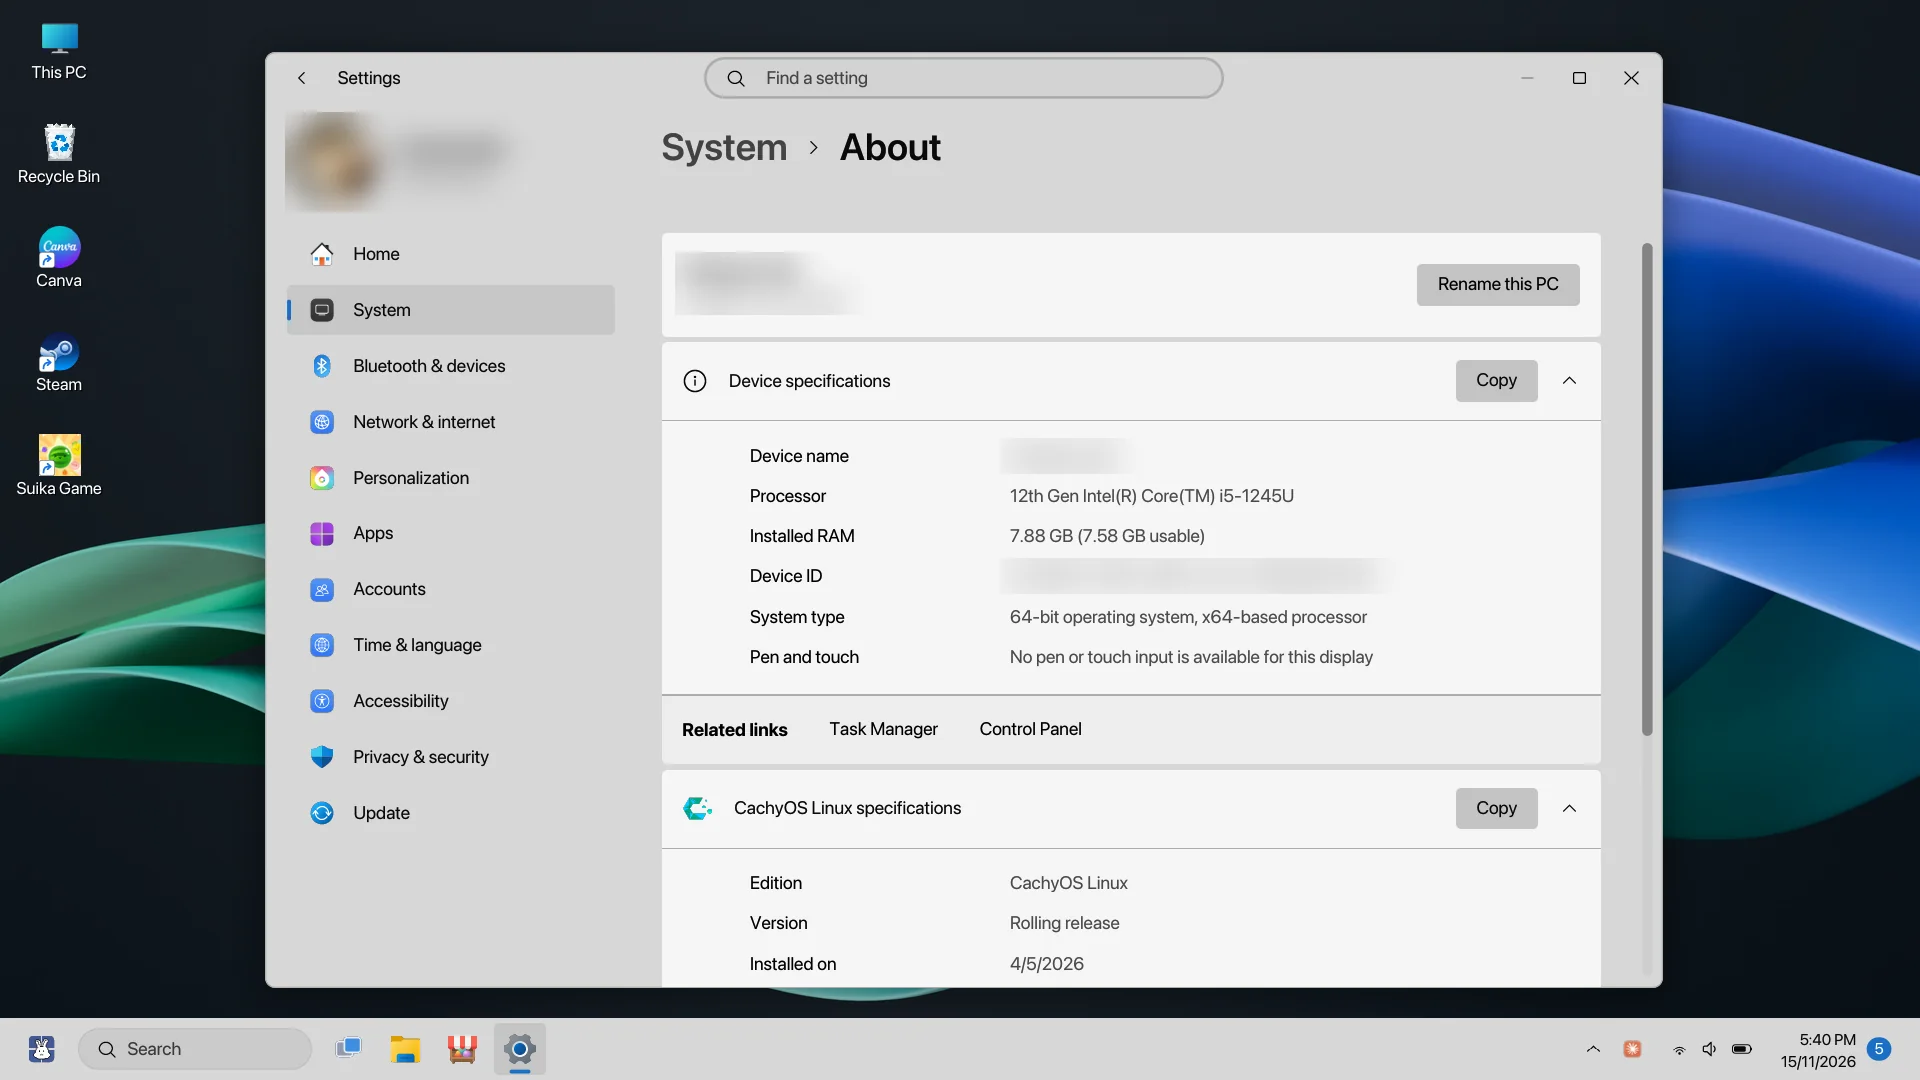 This PC
Recycle Bin
Canva
Canva
Steam
Suika Game
Settings
Find a setting
Home
System
Bluetooth & devices
Network & internet
Personalization
Apps
Accounts
Time & language
Accessibility
Privacy & security
Update
System > About
Rename this PC
Device specifications
Copy
Device name
Processor 12th Gen Intel(R) Core(TM) i5-1245U
Installed RAM 7.88 GB (7.58 GB usable)
Device ID
System type 64-bit operating system, x64-based processor
Pen and touch No pen or touch input is available for this display
Related links Task Manager Control Panel
CachyOS Linux specifications
Copy
Edition CachyOS Linux
Version Rolling release
Installed on 4/5/2026
Search
5:40 PM
15/11/2026
5